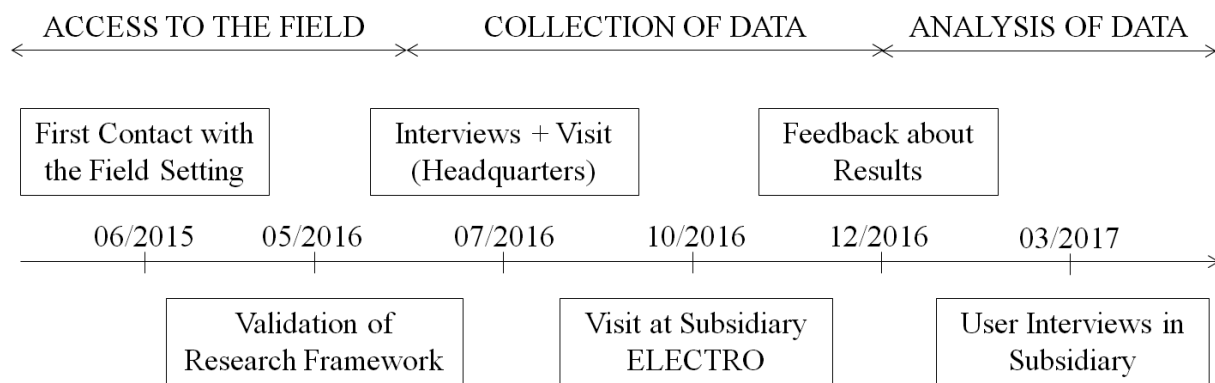 ACCESS TO THE FIELD
COLLECTION OF DATA
ANALYSIS OF DATA
First Contact with
the Field Setting
Interviews + Visit
(Headquarters)
Feedback about
Results
06/2015
05/2016
07/2016
10/2016
12/2016
03/2017
Validation of
Research Framework
Visit at Subsidiary
ELECTRO
User Interviews in
Subsidiary